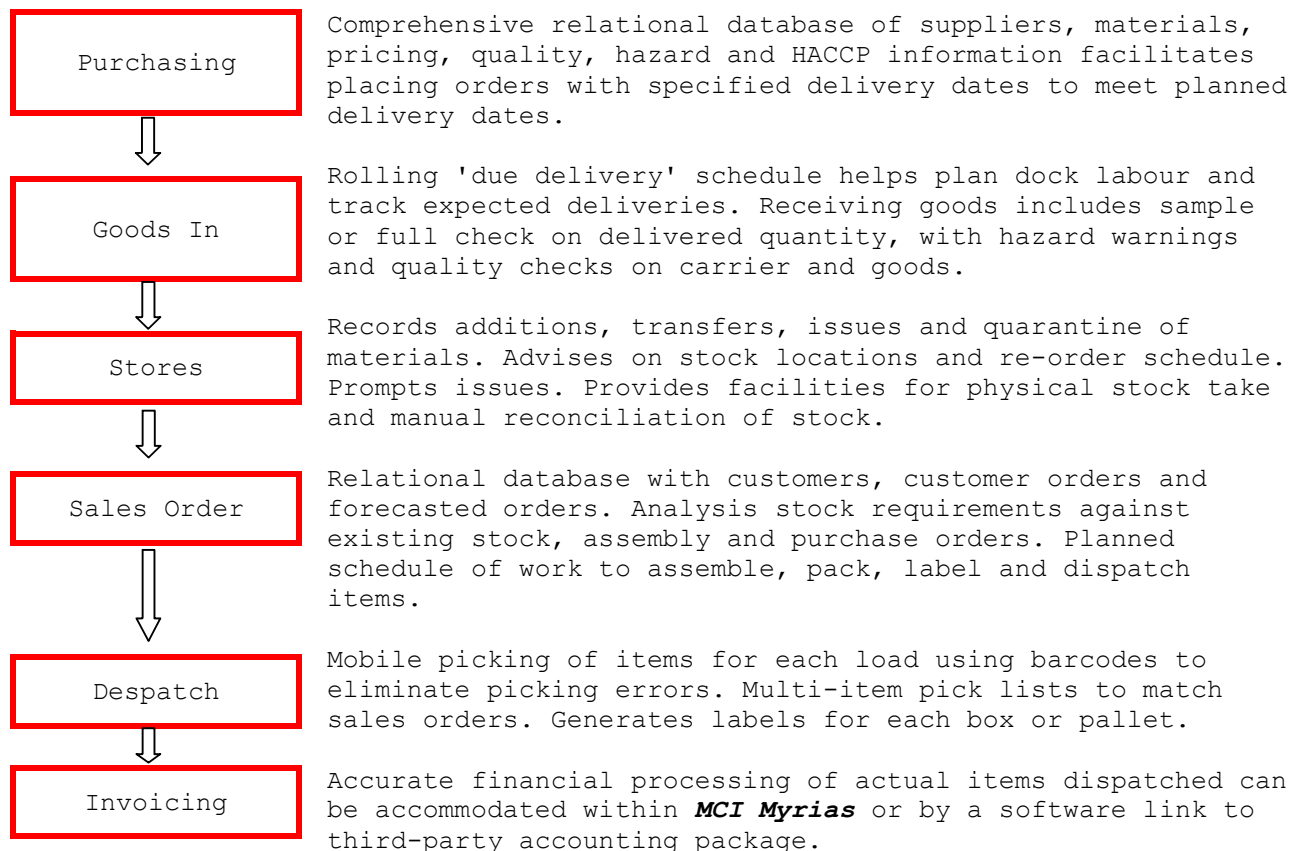 Purchasing
Comprehensive relational database of suppliers, materials,
pricing, quality, hazard and HACCP information facilitates
placing orders with specified delivery dates to meet planned
delivery dates.
Goods In
Rolling 'due delivery' schedule helps plan dock labour and
track expected deliveries. Receiving goods includes sample
or full check on delivered quantity, with hazard warnings
and quality checks on carrier and goods.
Stores
Records additions, transfers, issues and quarantine of
materials. Advises on stock locations and re-order schedule.
Prompts issues. Provides facilities for physical stock take
and manual reconciliation of stock.
Sales Order
Relational database with customers, customer orders and
forecasted orders. Analysis stock requirements against
existing stock, assembly and purchase orders. Planned
schedule of work to assemble, pack, label and dispatch
items.
Despatch
Mobile picking of items for each load using barcodes to
eliminate picking errors. Multi-item pick lists to match
sales orders. Generates labels for each box or pallet.
Invoicing
Accurate financial processing of actual items dispatched can
be accommodated within MCI Myrias or by a software link to
third-party accounting package.